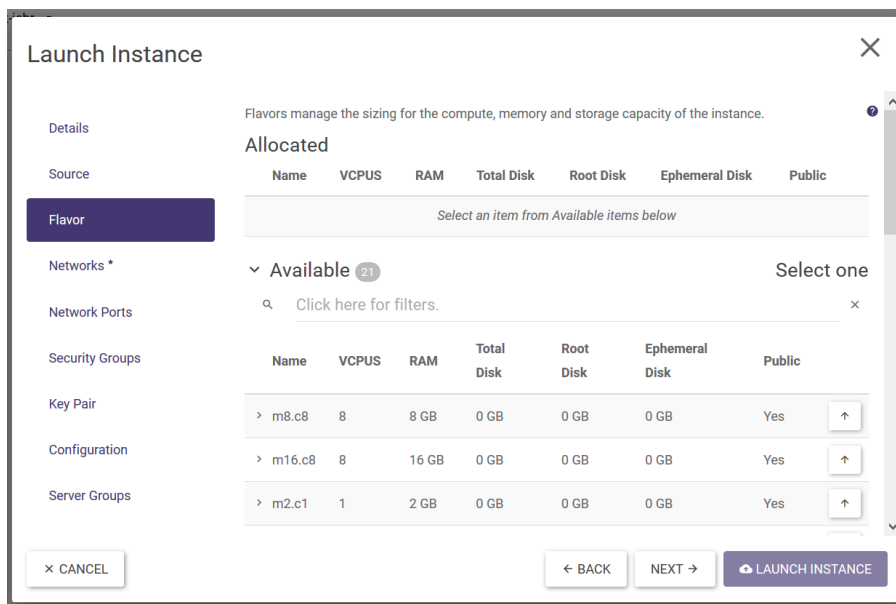 Launch Instance
Details
Source
Flavor
Networks *
Network Ports
Security Groups
Key Pair
Configuration
Server Groups
Flavors manage the sizing for the compute, memory and storage capacity of the instance.
Allocated
Name VCPUS RAM Total Disk Root Disk Ephemeral Disk Public
Select an item from Available items below
Available 21 Select one
Click here for filters.
Name VCPUS RAM Total Disk Root Disk Ephemeral Disk Public
m8.c8 8 8 GB 0 GB 0 GB 0 GB Yes
m16.c8 8 16 GB 0 GB 0 GB 0 GB Yes
m2.c1 1 2 GB 0 GB 0 GB 0 GB Yes
× CANCEL ← BACK NEXT → LAUNCH INSTANCE